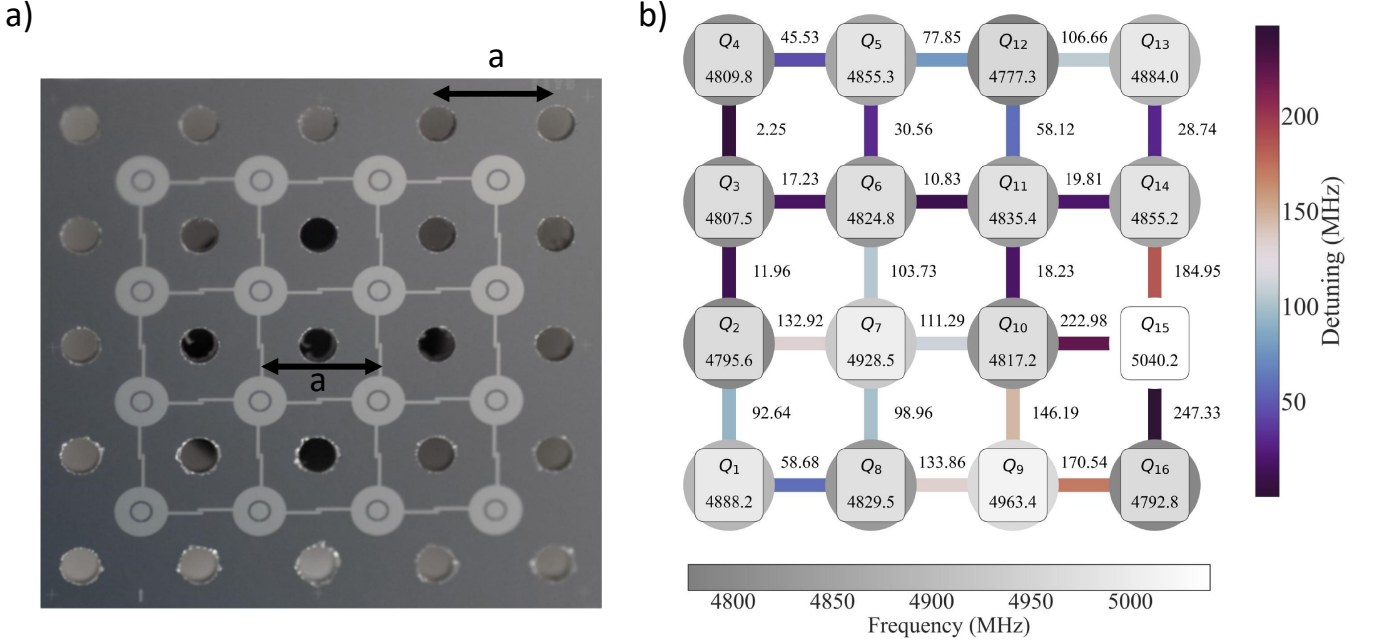 a)
a
a
b)
Q4 45.53 Q5 77.85 Q12 106.66 Q13
4809.8 4855.3 4777.3 4884.0
2.25 30.56 58.12 28.74
Q3 17.23 Q6 10.83 Q11 19.81 Q14
4807.5 4824.8 4835.4 4855.2
11.96 103.73 18.23 184.95
Q2 132.92 Q7 111.29 Q10 222.98 Q15
4795.6 4928.5 4817.2 5040.2
92.64 98.96 146.19 247.33
Q1 58.68 Q8 133.86 Q9 170.54 Q16
4888.2 4829.5 4963.4 4792.8
4800 4850 4900 4950 5000
Frequency (MHz)
200
150
100
50
Detuning (MHz)